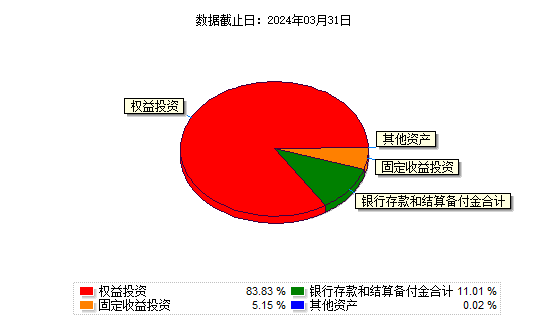 数据截止日：2024年03月31日
权益投资
其他资产
固定收益投资
银行存款和结算备付金合计
权益投资 83.83 % 银行存款和结算备付金合计 11.01 %
固定收益投资 5.15 % 其他资产 0.02 %